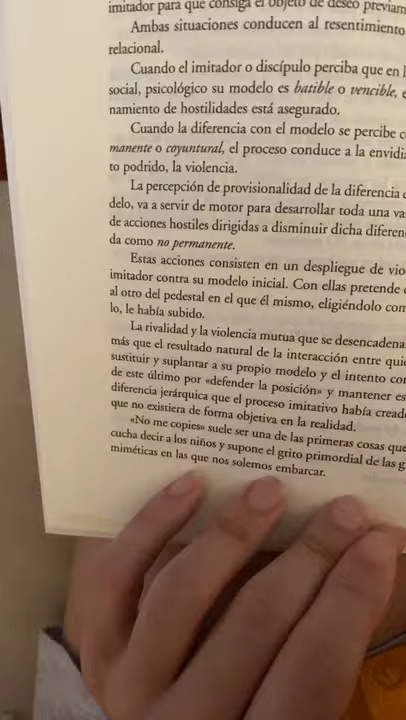 imitador para que consiga el objeto de deseo previam
Ambas situaciones conducen al resentimiento
relacional.
Cuando el imitador o discípulo perciba que en l
social, psicológico su modelo es batible o vencible, e
namiento de hostilidades está asegurado.
Cuando la diferencia con el modelo se percibe c
manente o coyuntural, el proceso conduce a la envidi
to podrido, la violencia.
La percepción de provisionalidad de la diferencia c
delo, va a servir de motor para desarrollar toda una va
de acciones hostiles dirigidas a disminuir dicha diferen
da como no permanente.
Estas acciones consisten en un despliegue de vio
imitador contra su modelo inicial. Con ellas pretende
al otro del pedestal en el que él mismo, eligiéndolo com
lo, le había subido.
La rivalidad y la violencia mutua que se desencadena
más que el resultado natural de la interacción entre quie
sustituir y suplantar a su propio modelo y el intento con
de este último por «defender la posición» y mantener es
diferencia jerárquica que el proceso imitativo había cread
que no existiera de forma objetiva en la realidad.
«No me copies» suele ser una de las primeras cosas que
cucha decir a los niños y supone el grito primordial de las g
miméticas en las que nos solemos embarcar.